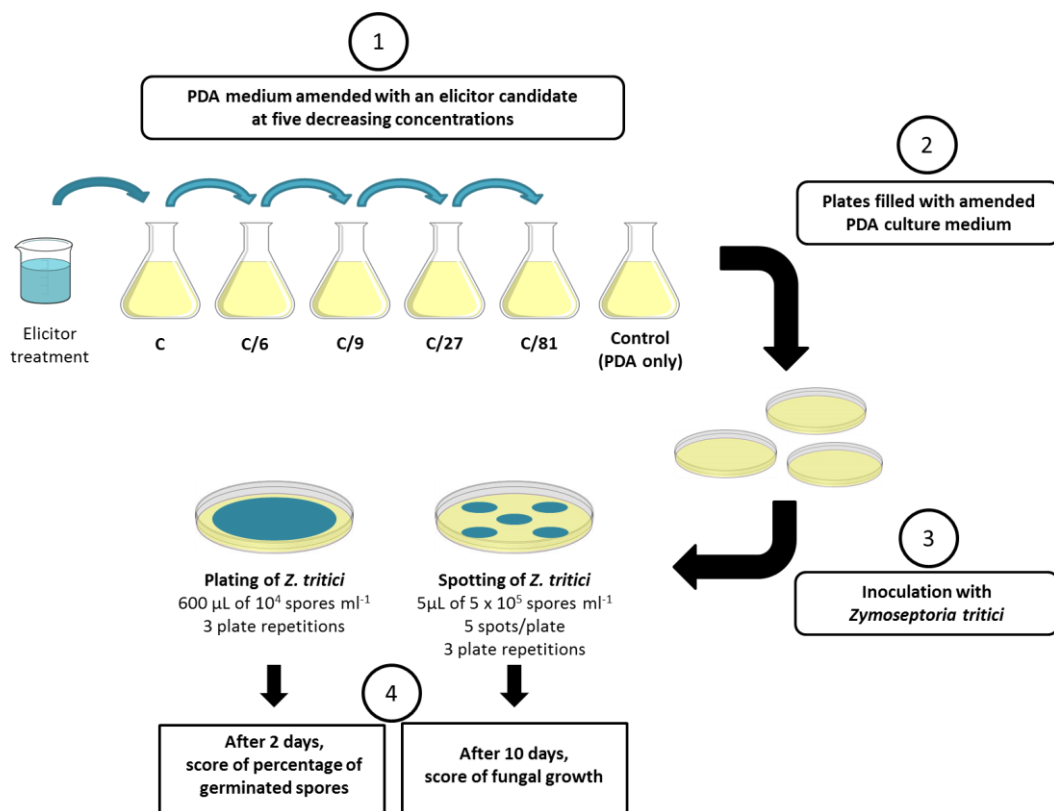 1
PDA medium amended with an elicitor candidate
at five decreasing concentrations
2
Plates filled with amended
PDA culture medium
Elicitor
treatment
C
C/6
C/9
C/27
C/81
Control
(PDA only)
3
Inoculation with
Zymoseptoria tritici
Plating of Z. tritici
600 µL of 10⁴ spores ml⁻¹
3 plate repetitions
Spotting of Z. tritici
5µL of 5 x 10⁵ spores ml⁻¹
5 spots/plate
3 plate repetitions
4
After 2 days,
score of percentage of
germinated spores
After 10 days,
score of fungal growth